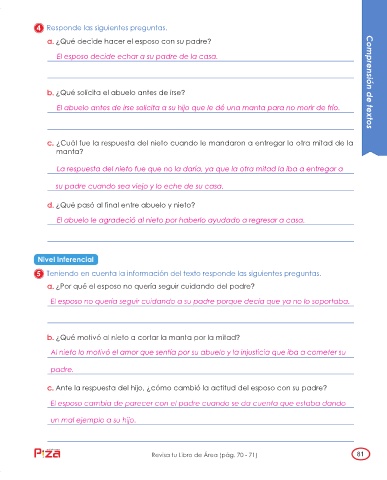 4 Responde las siguientes preguntas.
a. ¿Qué decide hacer el esposo con su padre?
El esposo decide echar a su padre de la casa.
b. ¿Qué solicita el abuelo antes de irse?
El abuelo antes de irse solicita a su hijo que le dé una manta para no morir de frío.
c. ¿Cuál fue la respuesta del nieto cuando le mandaron a entregar la otra mitad de la
manta?
La respuesta del nieto fue que no la daría, ya que la otra mitad la iba a entregar a
su padre cuando sea viejo y lo eche de su casa.
d. ¿Qué pasó al final entre abuelo y nieto?
El abuelo le agradeció al nieto por haberlo ayudado a regresar a casa.
Nivel Inferencial
5 Teniendo en cuenta la información del texto responde las siguientes preguntas.
a. ¿Por qué el esposo no quería seguir cuidando del padre?
El esposo no quería seguir cuidando a su padre porque decía que ya no lo soportaba.
b. ¿Qué motivó al nieto a cortar la manta por la mitad?
Al nieto lo motivó el amor que sentía por su abuelo y la injusticia que iba a cometer su
padre.
c. Ante la respuesta del hijo, ¿cómo cambió la actitud del esposo con su padre?
El esposo cambia de parecer con el padre cuando se da cuenta que estaba dando
un mal ejemplo a su hijo.
Comprensión de textos
Revisa tu Libro de Área (pág. 70 - 71)
81